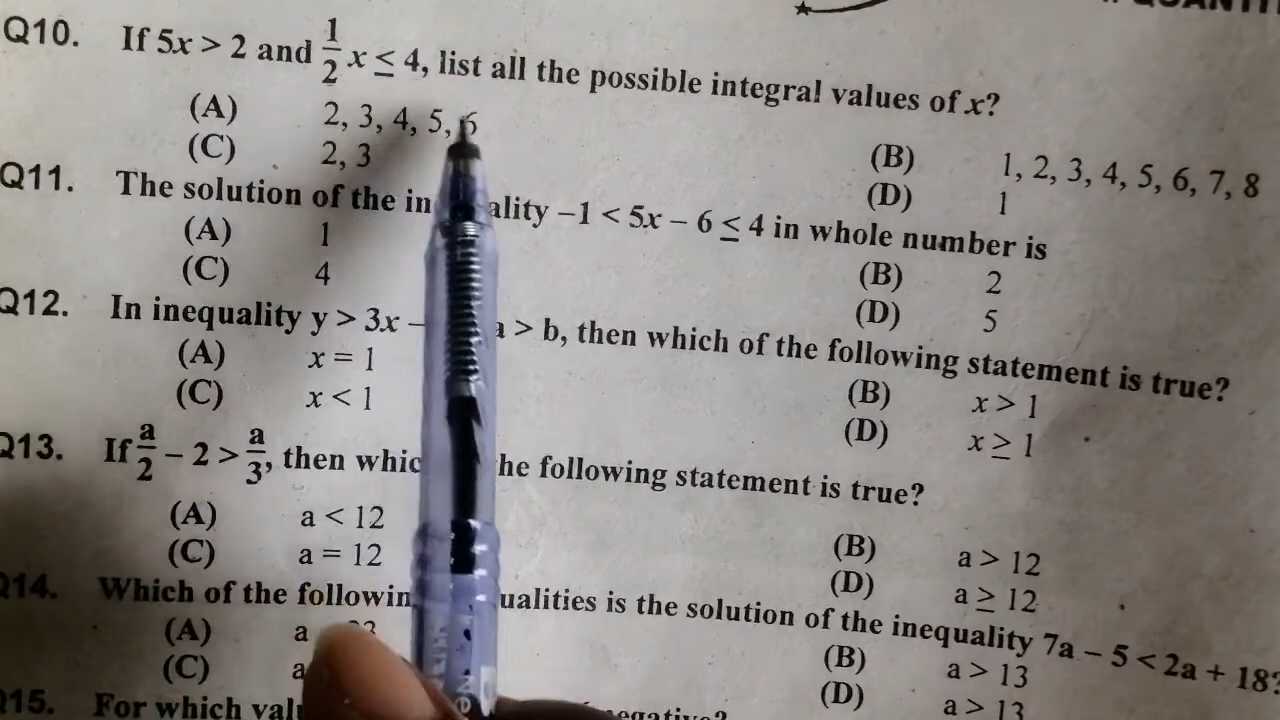 QUANTI
Q10. If 5x > 2 and 1/2 x ≤ 4, list all the possible integral values of x?
(A) 2, 3, 4, 5, 6 (B) 1, 2, 3, 4, 5, 6, 7, 8
(C) 2, 3 (D) 1
Q11. The solution of the in ality –1 < 5x – 6 ≤ 4 in whole number is
(A) 1 (B) 2
(C) 4 (D) 5
Q12. In inequality y > 3x – a > b, then which of the following statement is true?
(A) x = 1 (B) x > 1
(C) x < 1 (D) x ≥ 1
Q13. If a/2 – 2 > a/3, then whic he following statement is true?
(A) a < 12 (B) a > 12
(C) a = 12 (D) a ≥ 12
Q14. Which of the followin ualities is the solution of the inequality 7a – 5 < 2a + 18?
(A) a (B) a > 13
(C) a (D) a > 13
Q15. For which val egative?